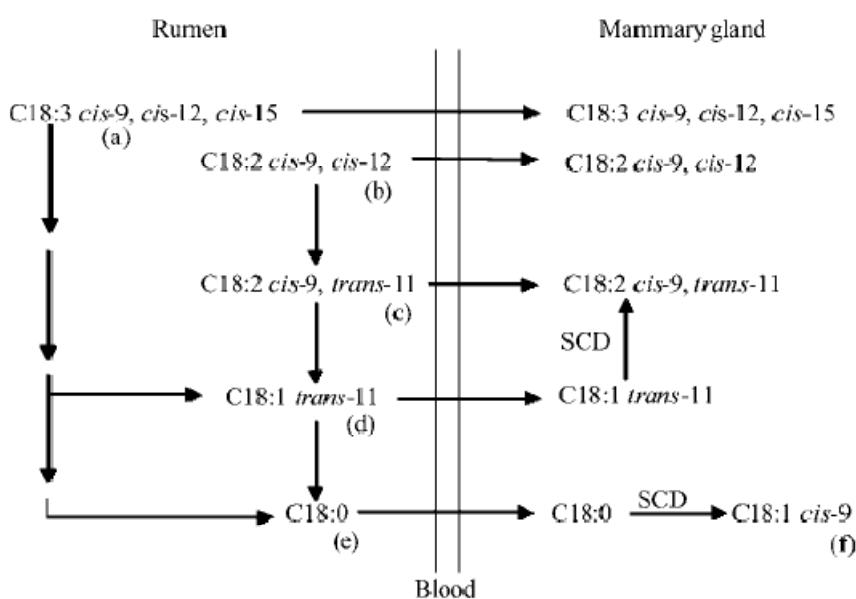 Rumen Mammary gland
C18:3 cis-9, cis-12, cis-15 C18:3 cis-9, cis-12, cis-15
(a)
C18:2 cis-9, cis-12 C18:2 cis-9, cis-12
(b)
C18:2 cis-9, trans-11 C18:2 cis-9, trans-11
(c)
SCD
C18:1 trans-11 C18:1 trans-11
(d)
C18:0 C18:0 SCD C18:1 cis-9
(e) (f)
Blood